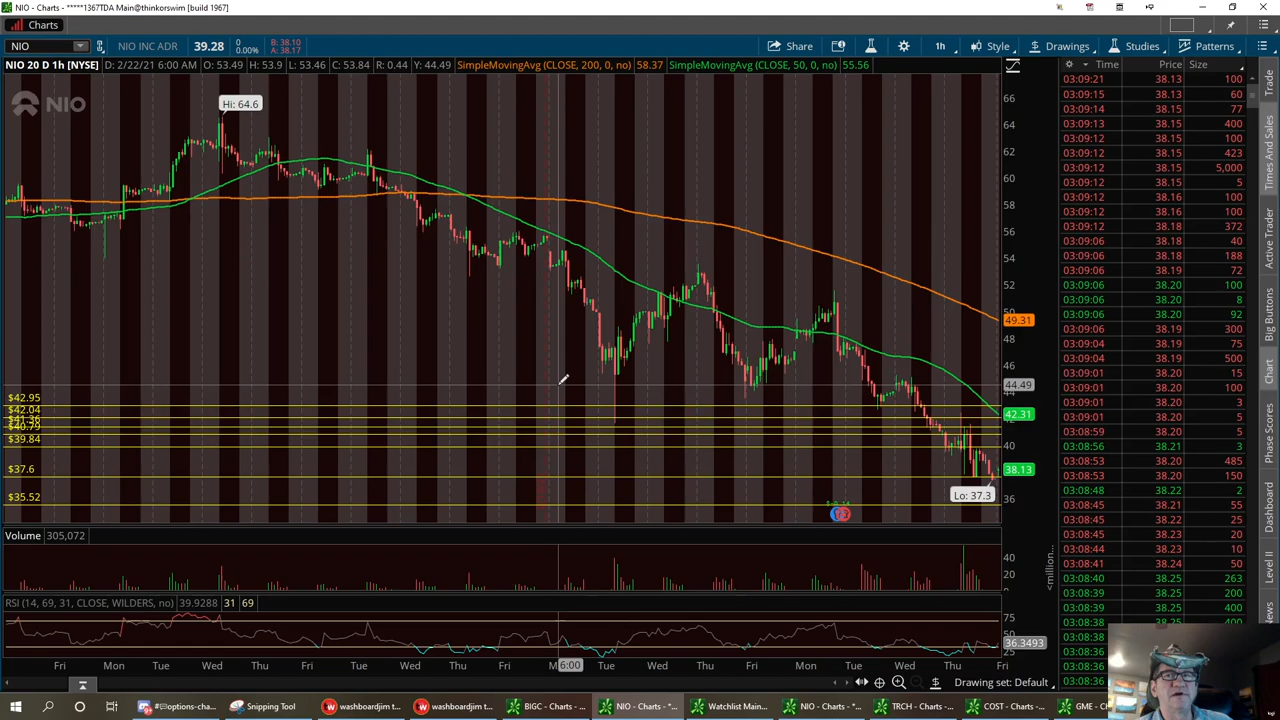 NIO - Charts - *****1367TDA Main@thinkorswim [build 1967]
Charts
NIO NIO INC ADR 39.28 0 0.00% B: 38.10 A: 38.17 Share 1h Style Drawings Studies Patterns
NIO 20 D 1h [NYSE] D: 2/22/21 6:00 AM O: 53.49 H: 53.9 L: 53.46 C: 53.84 Y: 44.49 SimpleMovingAvg (CLOSE, 200, 0, no) 58.37 SimpleMovingAvg (CLOSE, 50, 0, no) 55.56
NIO
Hi: 64.6
66
64
62
60
58
56
54
52
50
49.31
48
46
44.49
44
42.31
42
40
38.13
36
$42.95
$42.04
$41.36
$40.79
$39.84
$37.6
$35.52
Lo: 37.3
Volume 305,072
40
20
<million...
RSI (14, 69, 31, CLOSE, WILDERS, no) 39.9288 31 69
75
50
36.3493
25
Fri Mon Tue Wed Thu Fri Mon Tue Wed Thu Fri M 6:00 Tue Wed Thu Fri Mon Tue Wed Thu Fri
Drawing set: Default
Time Price Size
03:09:21 38.13 100
03:09:15 38.13 60
03:09:14 38.15 77
03:09:13 38.15 400
03:09:12 38.15 100
03:09:12 38.15 423
03:09:12 38.15 5,000
03:09:12 38.15 5
03:09:12 38.16 100
03:09:12 38.16 100
03:09:12 38.18 372
03:09:06 38.18 40
03:09:06 38.18 188
03:09:06 38.19 72
03:09:06 38.20 100
03:09:06 38.20 8
03:09:06 38.20 92
03:09:06 38.19 300
03:09:04 38.19 75
03:09:04 38.19 500
03:09:01 38.20 15
03:09:01 38.20 100
03:09:01 38.20 3
03:09:01 38.20 5
03:08:59 38.20 5
03:08:56 38.21 3
03:08:53 38.20 485
03:08:53 38.20 150
03:08:48 38.22 2
03:08:45 38.21 55
03:08:45 38.22 25
03:08:45 38.23 20
03:08:44 38.23 10
03:08:41 38.24 50
03:08:40 38.25 263
03:08:39 38.25 200
03:08:39 38.25 400
03:08:38
03:08:38
03:08:36
03:08:36
03:08:36
Trade
Times And Sales
Active Trader
Big Buttons
Chart
Phase Scores
Dashboard
Level II
#options-cha...
Snipping Tool
washboardjim t...
washboardjim t...
BIGC - Charts - ...
NIO - Charts - *...
Watchlist Main...
NIO - Charts - *...
TRCH - Charts -...
COST - Charts -...
GME - Charts -